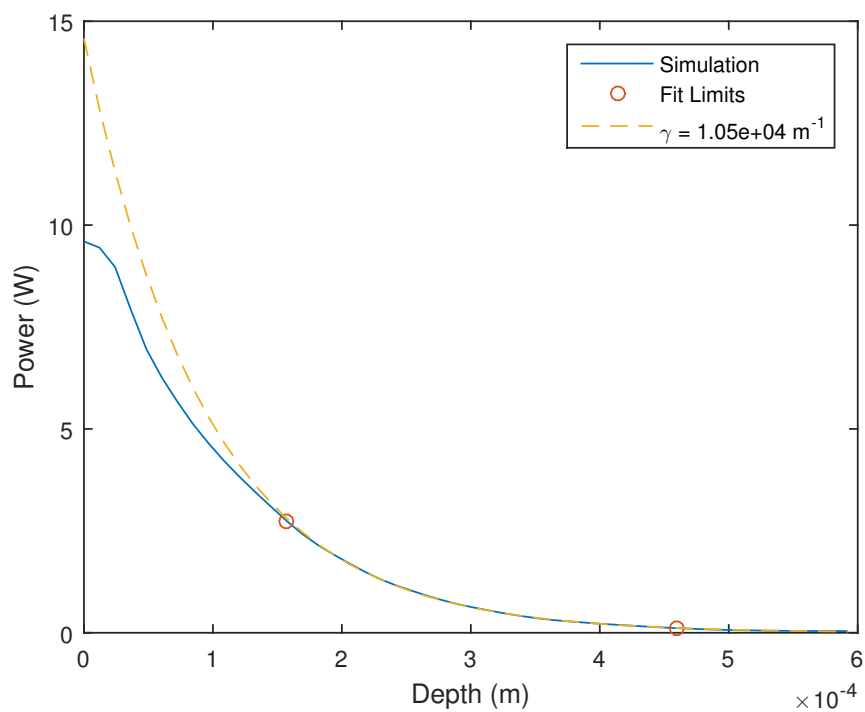 15
10
5
0
Power (W)
Simulation
Fit Limits
γ = 1.05e+04 m⁻¹
0 1 2 3 4 5 6
Depth (m)
×10⁻⁴